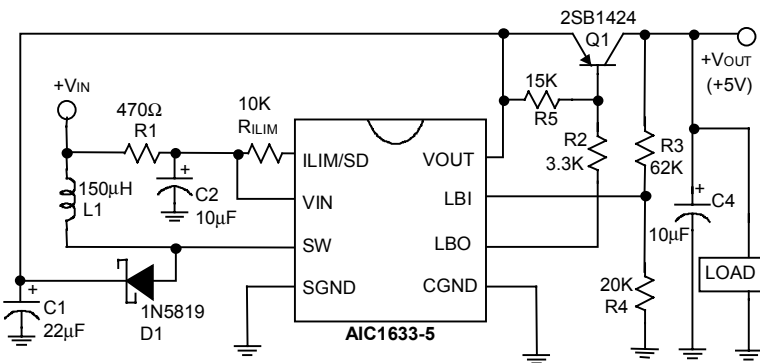 2SB1424
Q1
+VIN
+VOUT
(+5V)
470Ω
R1
10K
RILIM
15K
R5
R2
3.3K
R3
62K
ILIM/SD
VOUT
150μH
L1
+
C2
10μF
VIN
LBI
+
C4
10μF
SW
LBO
SGND
CGND
20K
R4
LOAD
+
C1
22μF
1N5819
D1
AIC1633-5